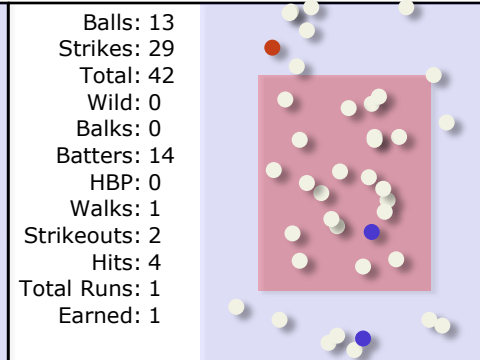 Balls: 13
Strikes: 29
Total: 42
Wild: 0
Balks: 0
Batters: 14
HBP: 0
Walks: 1
Strikeouts: 2
Hits: 4
Total Runs: 1
Earned: 1